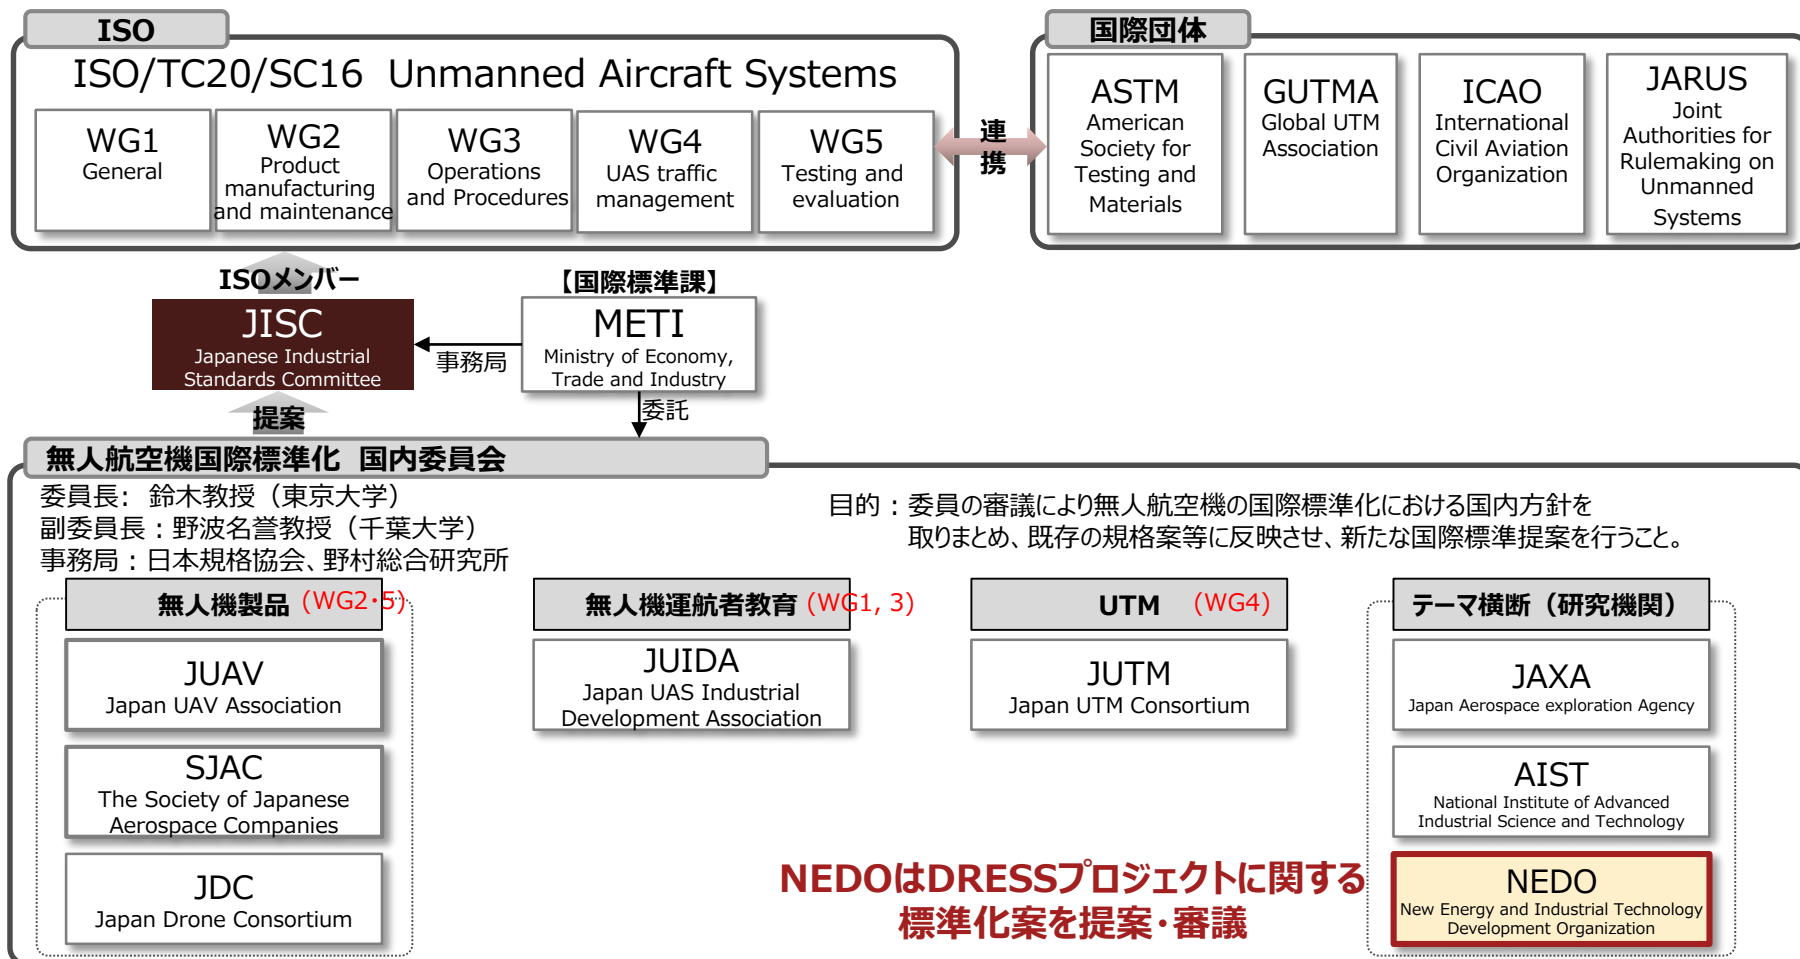 ISO
ISO/TC20/SC16 Unmanned Aircraft Systems
WG1
General
WG2
Product
manufacturing
and maintenance
WG3
Operations
and Procedures
WG4
UAS traffic
management
WG5
Testing and
evaluation
連
携
国際団体
ASTM
American
Society for
Testing and
Materials
GUTMA
Global UTM
Association
ICAO
International
Civil Aviation
Organization
JARUS
Joint
Authorities for
Rulemaking on
Unmanned
Systems
ISOメンバー
JISC
Japanese Industrial
Standards Committee
事務局
【国際標準課】
METI
Ministry of Economy,
Trade and Industry
提案
委託
無人航空機国際標準化 国内委員会
委員長: 鈴木教授（東京大学）
副委員長：野波名誉教授（千葉大学）
事務局：日本規格協会、野村総合研究所
目的：委員の審議により無人航空機の国際標準化における国内方針を
取りまとめ、既存の規格案等に反映させ、新たな国際標準提案を行うこと。
無人機製品 (WG2・5)
JUAV
Japan UAV Association
SJAC
The Society of Japanese
Aerospace Companies
JDC
Japan Drone Consortium
無人機運航者教育 (WG1, 3)
JUIDA
Japan UAS Industrial
Development Association
UTM (WG4)
JUTM
Japan UTM Consortium
テーマ横断（研究機関）
JAXA
Japan Aerospace exploration Agency
AIST
National Institute of Advanced
Industrial Science and Technology
NEDO
New Energy and Industrial Technology
Development Organization
NEDOはDRESSプロジェクトに関する
標準化案を提案・審議